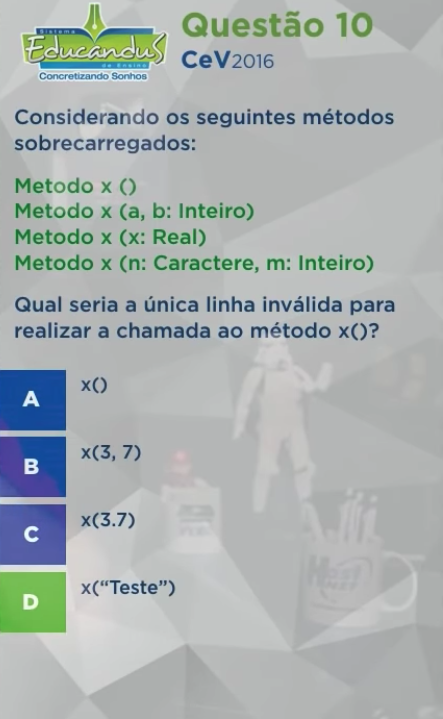 Sistema
Educandus
de Ensino
Concretizando Sonhos
Questão 10
CeV2016
Considerando os seguintes métodos
sobrecarregados:
Metodo x ()
Metodo x (a, b: Inteiro)
Metodo x (x: Real)
Metodo x (n: Caractere, m: Inteiro)
Qual seria a única linha inválida para
realizar a chamada ao método x()?
A x()
B x(3, 7)
C x(3.7)
D x(“Teste”)